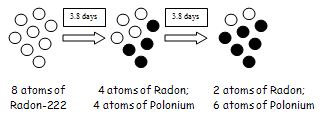 3.8 days
3.8 days
8 atoms of
Radon-222
4 atoms of Radon;
4 atoms of Polonium
2 atoms of Radon;
6 atoms of Polonium